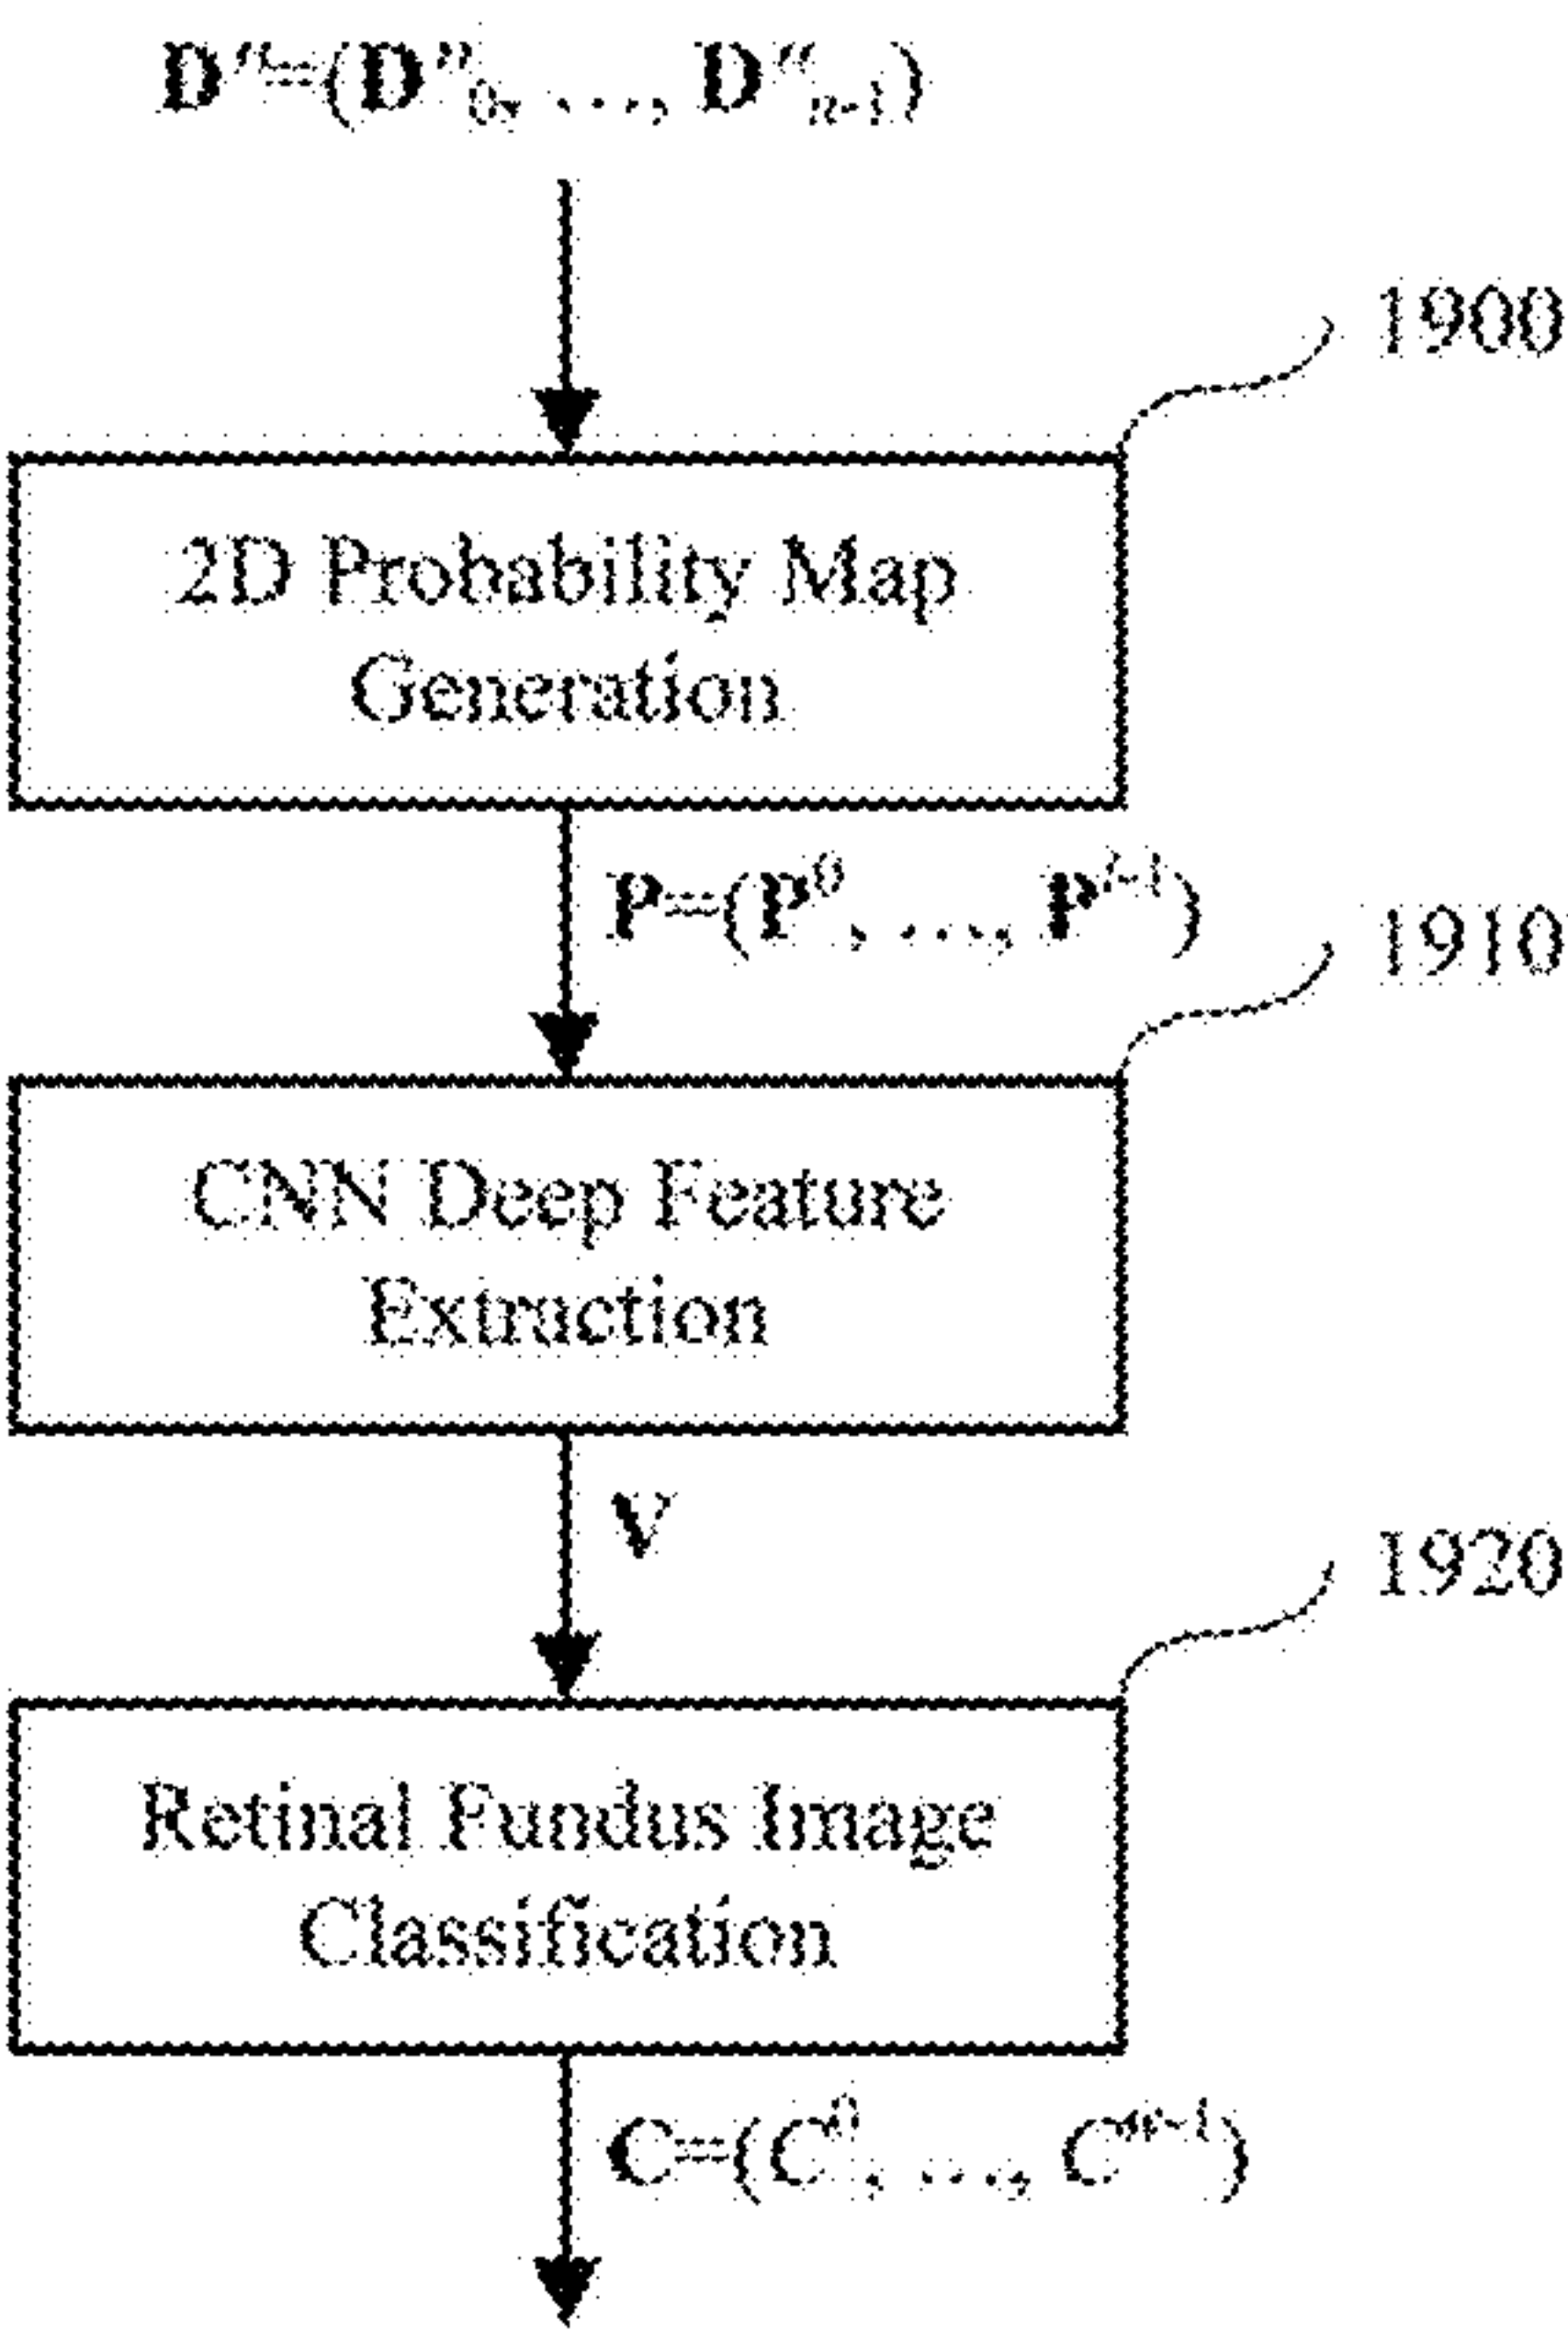 D"=(D"0, ..., D"n-1)
1900
2D Probability Map
Generation
P=(P0, ..., Pl-1)
1910
CNN Deep Feature
Extraction
V
1920
Retinal Fundus Image
Classification
C=(C0, ..., Cm-1)